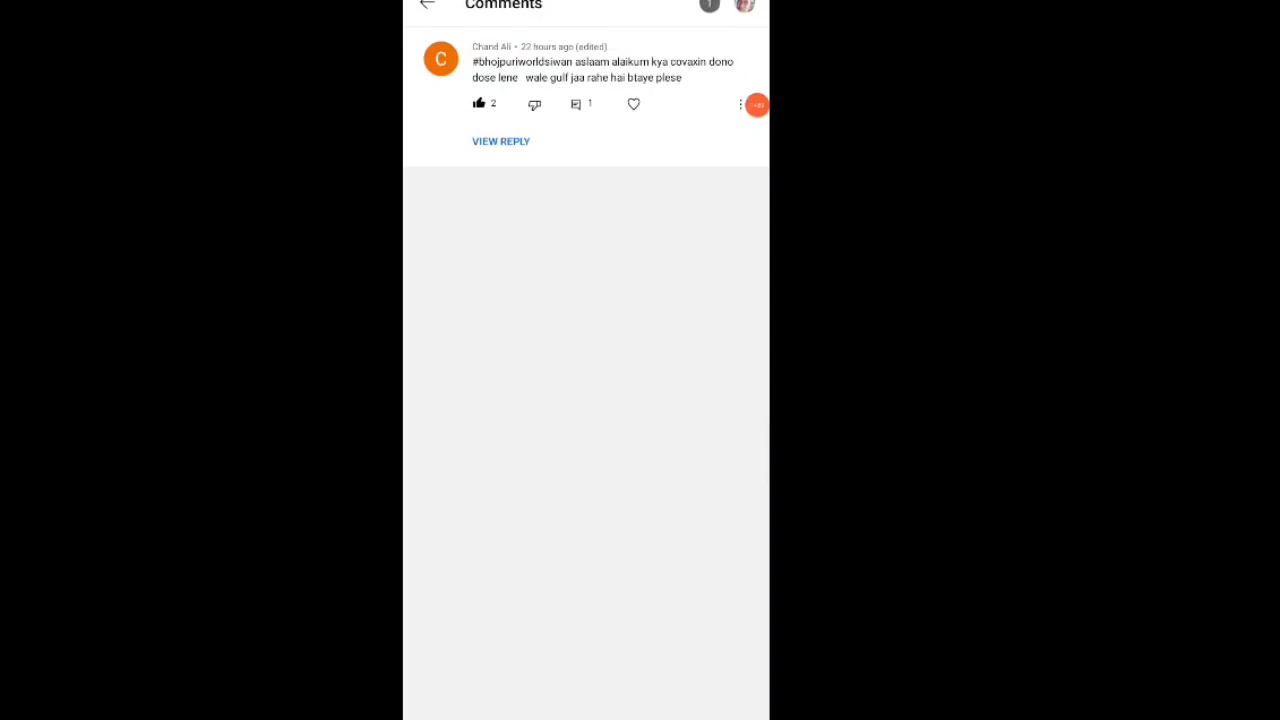 Comments
1
C
Chand Ali • 22 hours ago (edited)
#bhojpuriworldsiwan aslaam alaikum kya covaxin dono
dose lene wale gulf jaa rahe hai btaye plese
2
1
VIEW REPLY